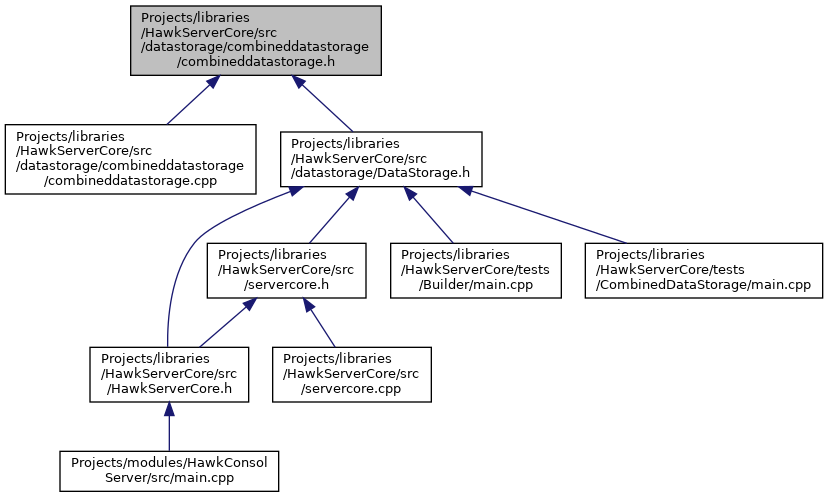 Projects/libraries
/HawkServerCore/src
/datastorage/combineddatastorage
/combineddatastorage.h
Projects/libraries
/HawkServerCore/src
/datastorage/combineddatastorage
/combineddatastorage.cpp
Projects/libraries
/HawkServerCore/src
/datastorage/DataStorage.h
Projects/libraries
/HawkServerCore/src
/servercore.h
Projects/libraries
/HawkServerCore/tests
/Builder/main.cpp
Projects/libraries
/HawkServerCore/tests
/CombinedDataStorage/main.cpp
Projects/libraries
/HawkServerCore/src
/HawkServerCore.h
Projects/libraries
/HawkServerCore/src
/servercore.cpp
Projects/modules/HawkConsol
Server/src/main.cpp